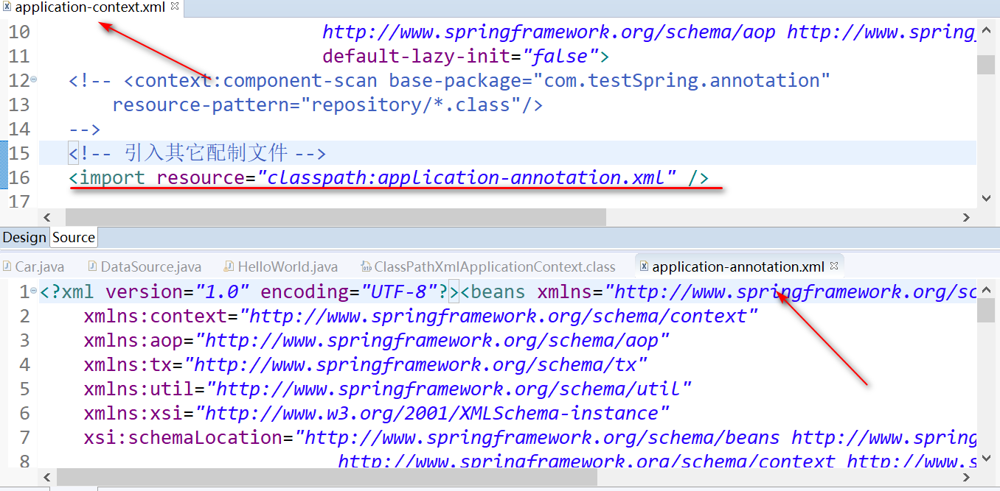 application-context.xml
10 http://www.springframework.org/schema/aop http://www.spring
11 default-lazy-init="false">
12 <!-- <context:component-scan base-package="com.testSpring.annotation"
13 resource-pattern="repository/*.class"/>
14 -->
15 <!-- 引入其它配制文件 -->
16 <import resource="classpath:application-annotation.xml" />
17
Design Source
Car.java DataSource.java HelloWorld.java ClassPathXmlApplicationContext.class application-annotation.xml
1 <?xml version="1.0" encoding="UTF-8"?><beans xmlns="http://www.springframework.org/sc
2 xmlns:context="http://www.springframework.org/schema/context"
3 xmlns:aop="http://www.springframework.org/schema/aop"
4 xmlns:tx="http://www.springframework.org/schema/tx"
5 xmlns:util="http://www.springframework.org/schema/util"
6 xmlns:xsi="http://www.w3.org/2001/XMLSchema-instance"
7 xsi:schemaLocation="http://www.springframework.org/schema/beans http://www.spring
8 http://www.springframework.org/schema/context http://www.s